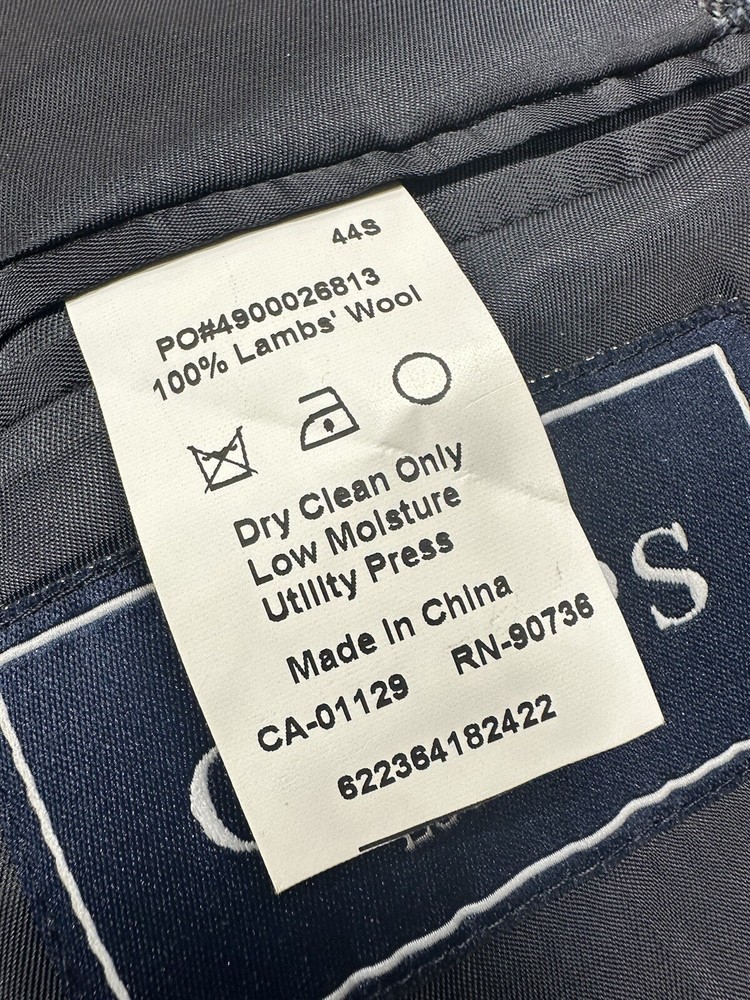 44S
PO#4900026813
100% Lambs' Wool
Dry Clean Only
Low Moisture
Utility Press
Made In China
CA-01129 RN-90736
622364182422